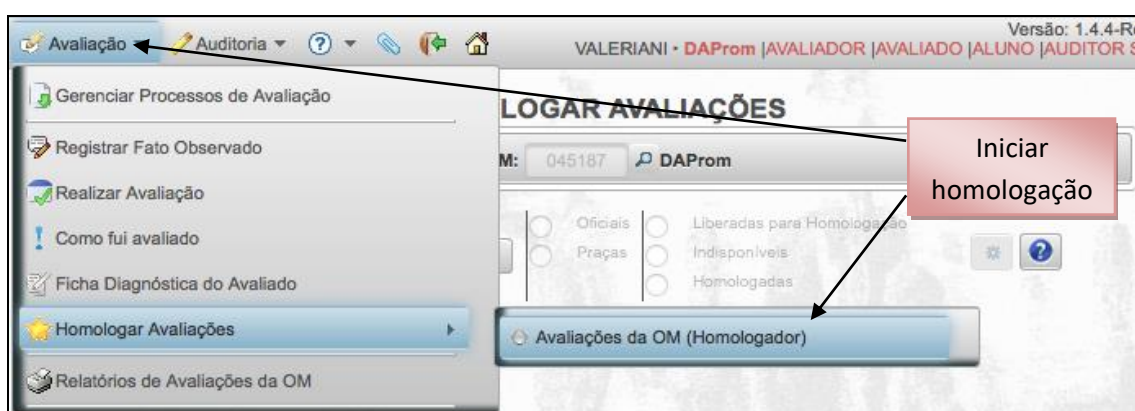 Avaliação Auditoria Versão: 1.4.4-R
VALERIANI • DAProm |AVALIADOR |AVALIADO |ALUNO |AUDITOR S
Gerenciar Processos de Avaliação
LOGAR AVALIAÇÕES
Registrar Fato Observado
M: 045187 DAProm
Iniciar
homologação
Realizar Avaliação
Oficiais Liberadas para Homologação
Como fui avaliado
Praças Indisponíveis
Ficha Diagnóstica do Avaliado
Homologadas
Homologar Avaliações
Avaliações da OM (Homologador)
Relatórios de Avaliações da OM